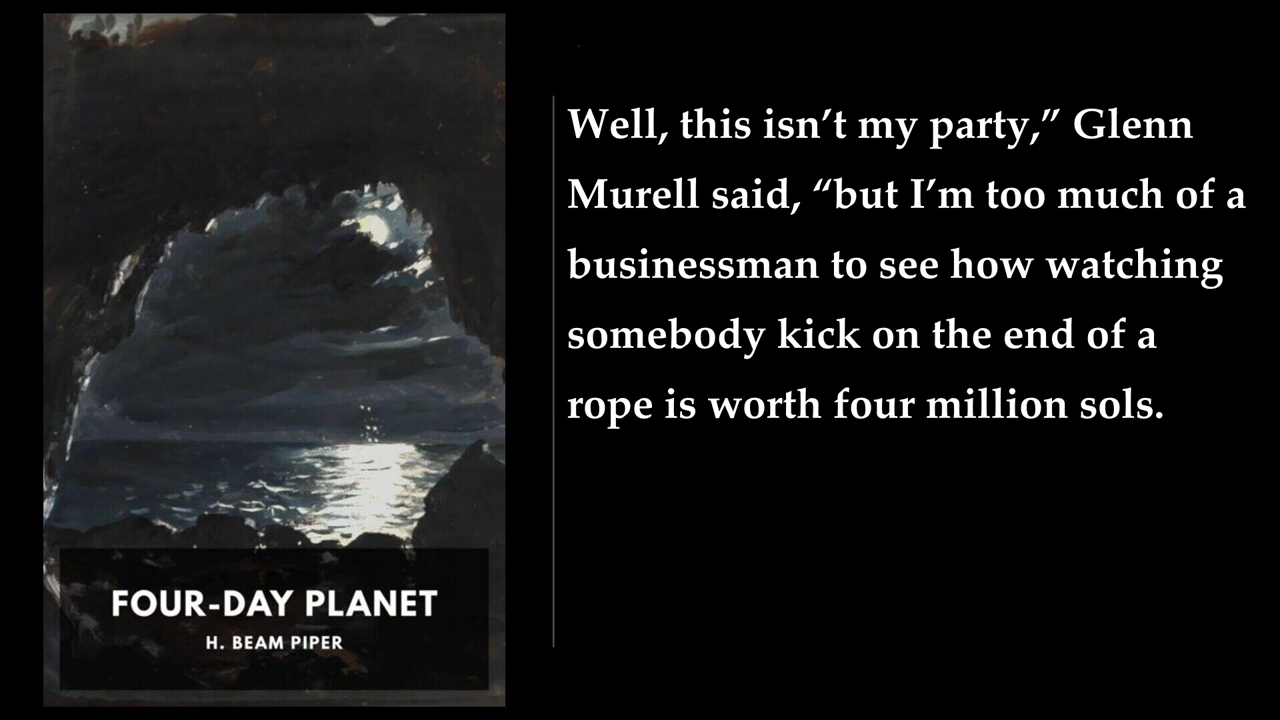 Well, this isn’t my party,” Glenn
Murell said, “but I’m too much of a
businessman to see how watching
somebody kick on the end of a
rope is worth four million sols.
FOUR-DAY PLANET
H. BEAM PIPER